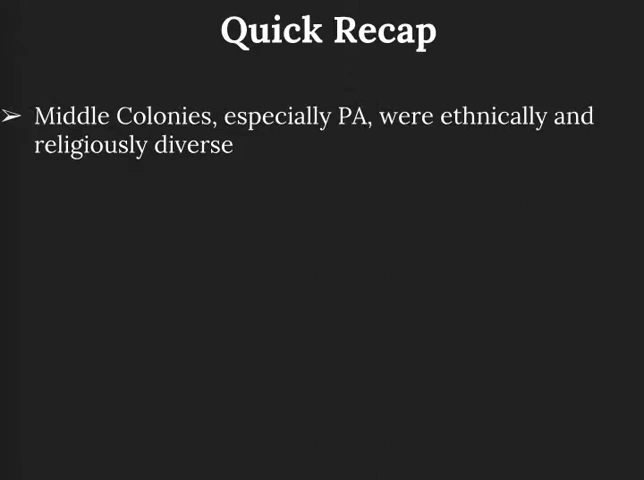 Quick Recap
➢ Middle Colonies, especially PA, were ethnically and
religiously diverse